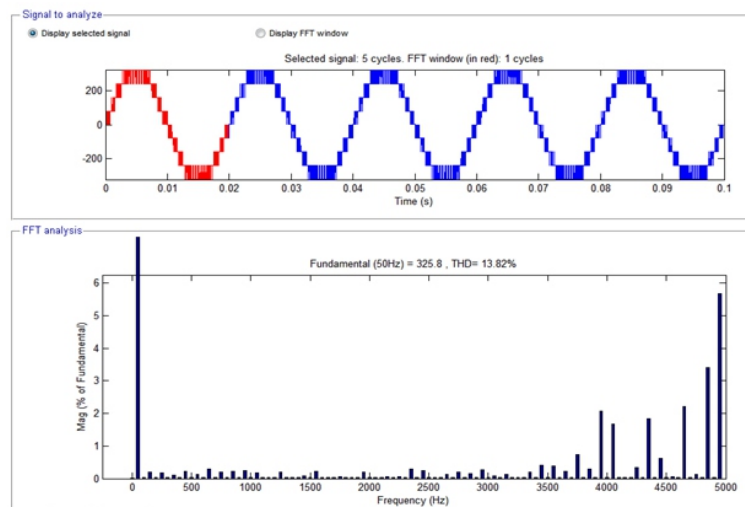 Signal to analyze
Display selected signal
Display FFT window
Selected signal: 5 cycles. FFT window (in red): 1 cycles
200
0
-200
0 0.01 0.02 0.03 0.04 0.05 0.06 0.07 0.08 0.09 0.1
Time (s)
FFT analysis
Fundamental (50Hz) = 325.8 , THD= 13.82%
Mag (% of Fundamental)
6
5
4
3
2
1
0
0 500 1000 1500 2000 2500 3000 3500 4000 4500 5000
Frequency (Hz)